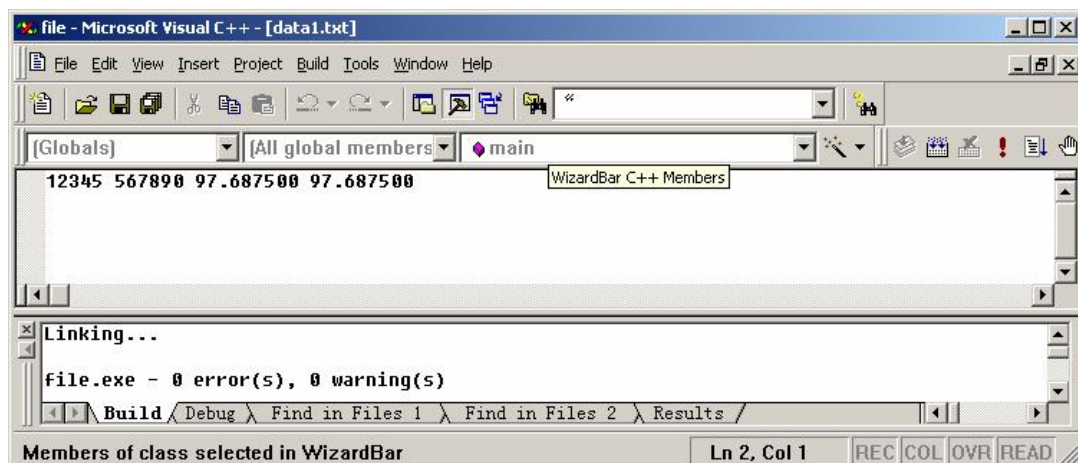 file - Microsoft Visual C++ - [data1.txt]
File Edit View Insert Project Build Tools Window Help
“
(Globals) (All global members main
12345 567890 97.687500 97.687500
WizardBar C++ Members
Linking...
file.exe - 0 error(s), 0 warning(s)
Build Debug Find in Files 1 Find in Files 2 Results
Members of class selected in WizardBar Ln 2, Col 1 REC COL OVR READ